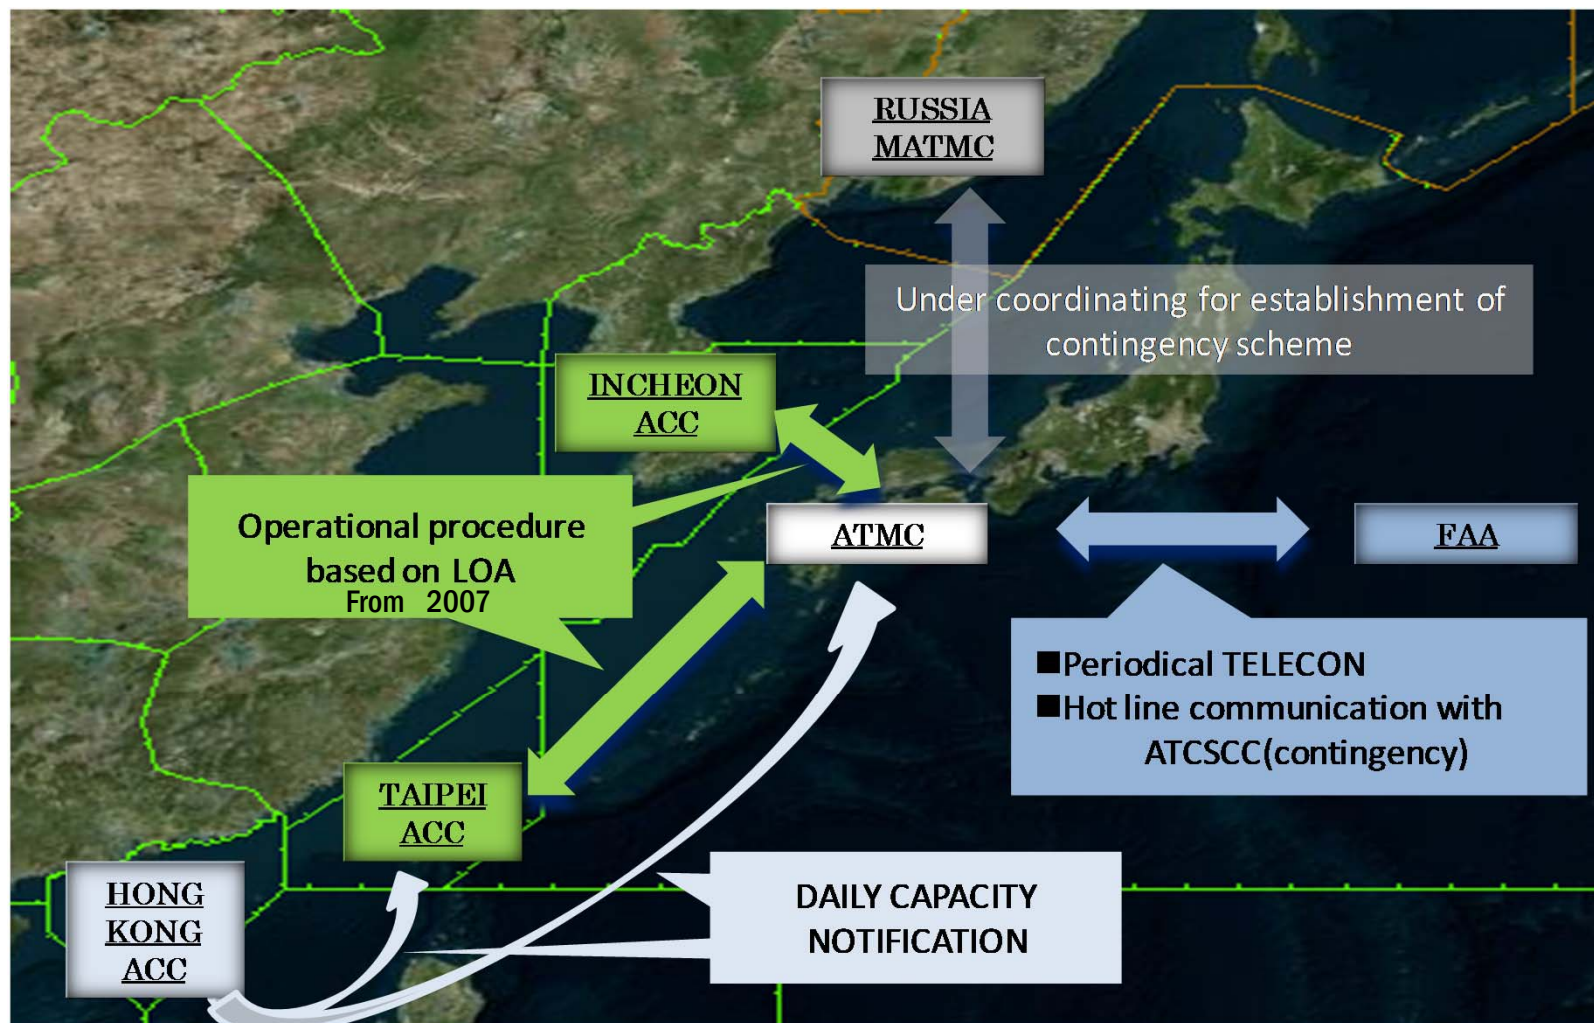 RUSSIA
MATMC
Under coordinating for establishment of
contingency scheme
INCHEON
ACC
Operational procedure
based on LOA
From 2007
ATMC
FAA
■Periodical TELECON
■Hot line communication with
ATCSCC(contingency)
TAIPEI
ACC
HONG
KONG
ACC
DAILY CAPACITY
NOTIFICATION